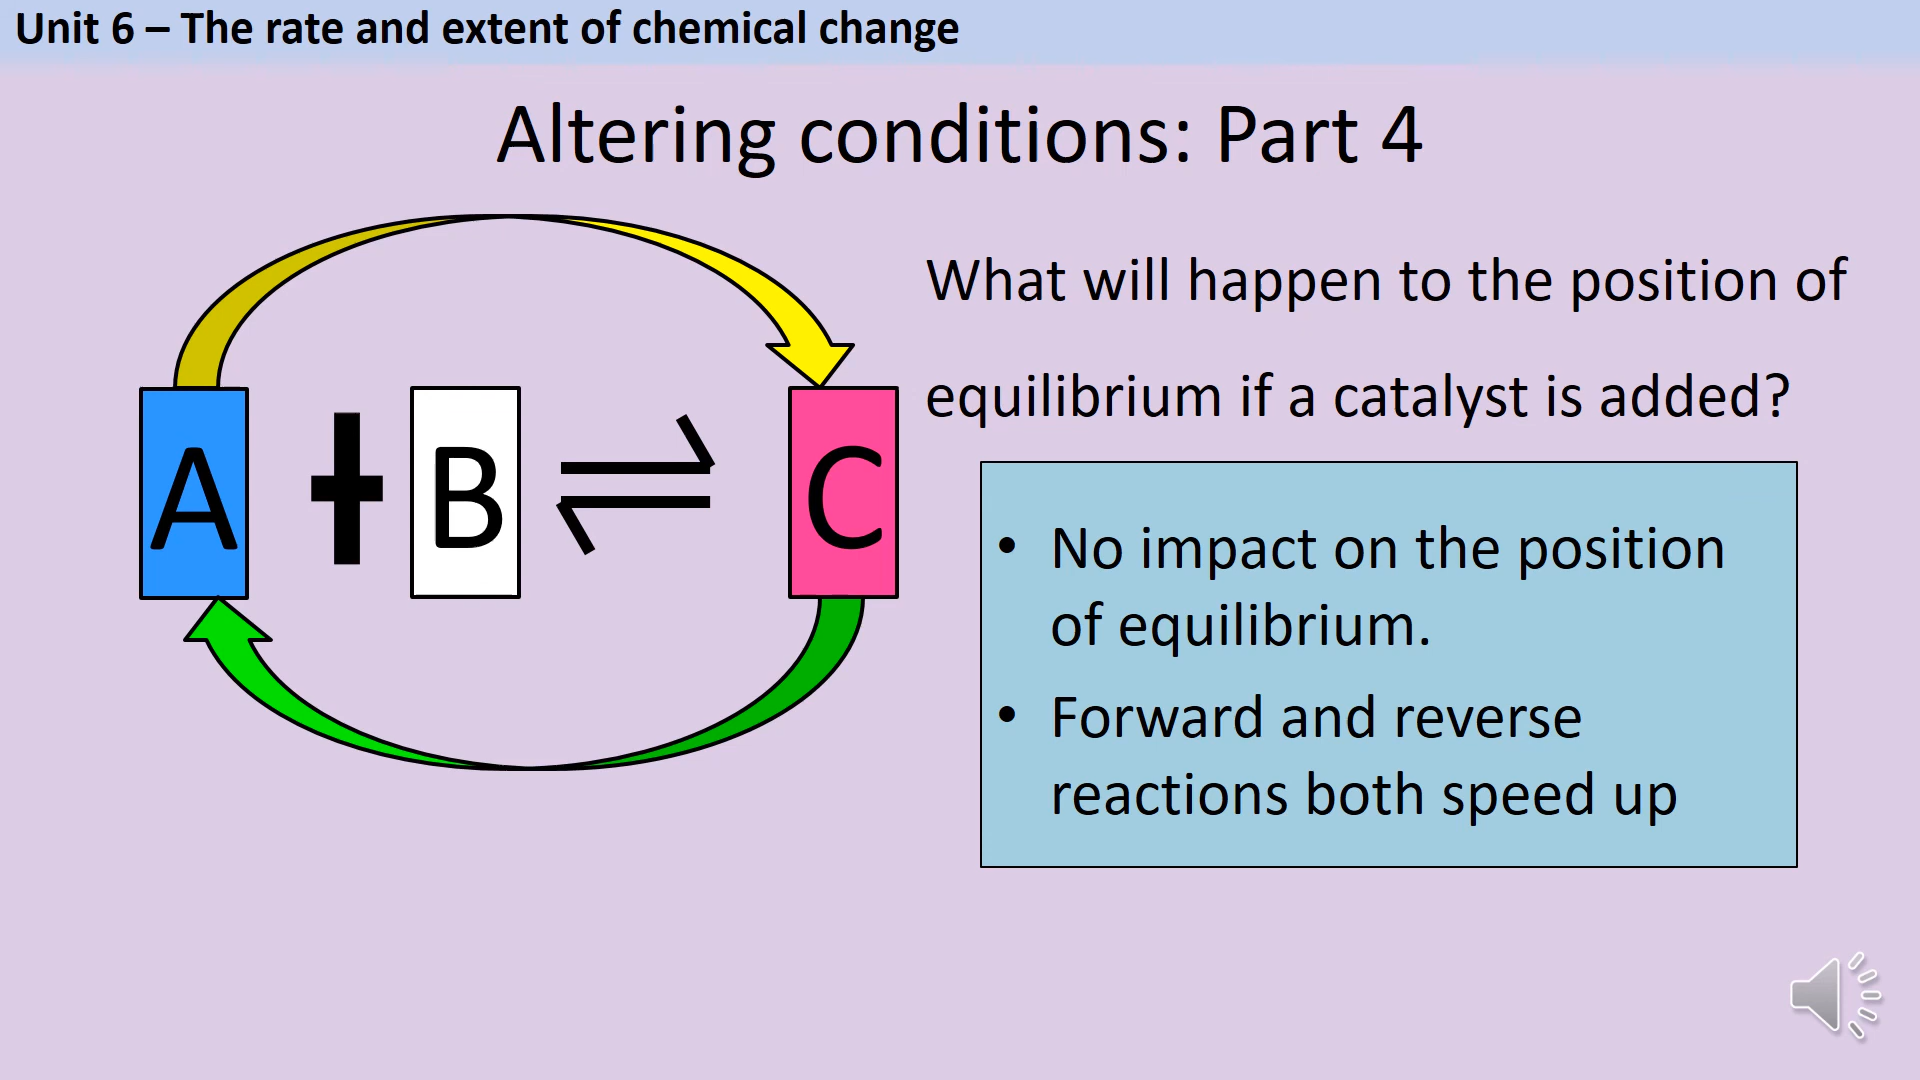 Unit 6 – The rate and extent of chemical change
Altering conditions: Part 4
What will happen to the position of
equilibrium if a catalyst is added?
A + B ⇌ C
• No impact on the position
of equilibrium.
• Forward and reverse
reactions both speed up